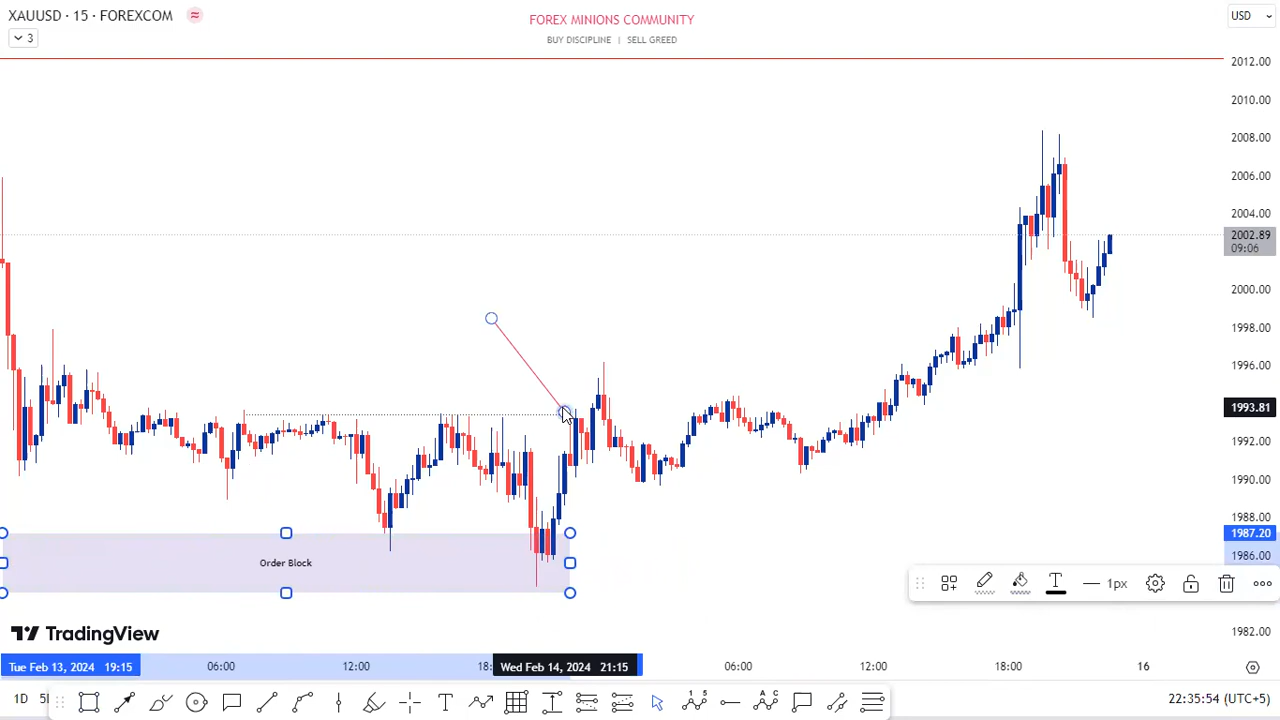 XAUUSD · 15 · FOREXCOM
3
FOREX MINIONS COMMUNITY
BUY DISCIPLINE | SELL GREED
USD
2012.00
2010.00
2008.00
2006.00
2004.00
2002.89
09:06
2000.00
1998.00
1996.00
1993.81
1992.00
1990.00
1988.00
1987.20
1986.00
1982.00
Order Block
1px
TradingView
Tue Feb 13, 2024 19:15
06:00
12:00
18:
Wed Feb 14, 2024 21:15
06:00
12:00
18:00
16
1D
22:35:54 (UTC+5)